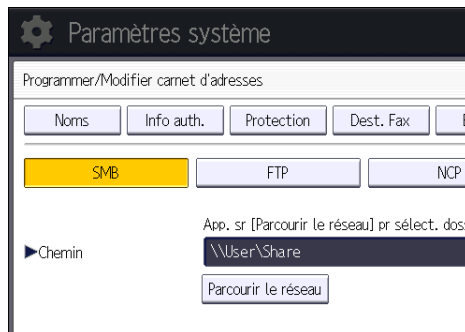 Paramètres système
Programmer/Modifier carnet d'adresses
Noms Info auth. Protection Dest. Fax
SMB FTP NCP
App. sr [Parcourir le réseau] pr sélect.
▶Chemin \\User\Share
Parcourir le réseau